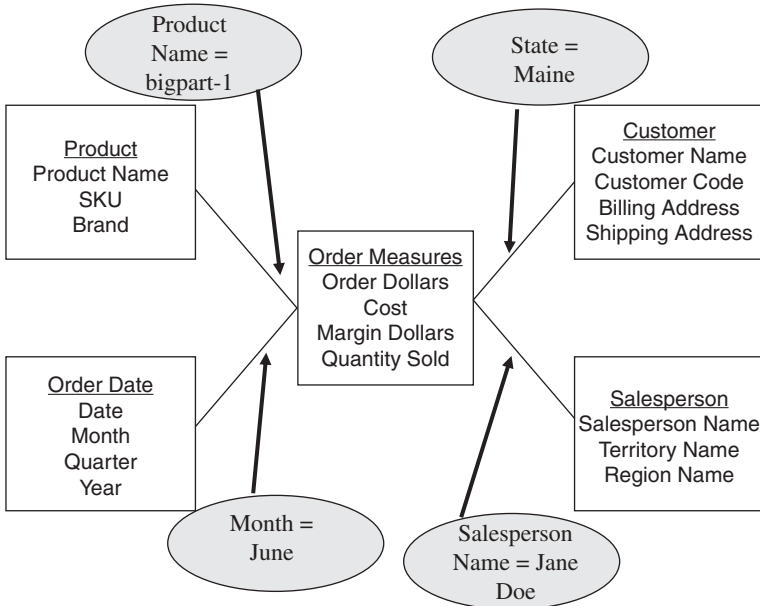 Product
Name =
bigpart-1
State =
Maine
Product
Product Name
SKU
Brand
Customer
Customer Name
Customer Code
Billing Address
Shipping Address
Order Measures
Order Dollars
Cost
Margin Dollars
Quantity Sold
Order Date
Date
Month
Quarter
Year
Salesperson
Salesperson Name
Territory Name
Region Name
Month =
June
Salesperson
Name = Jane
Doe